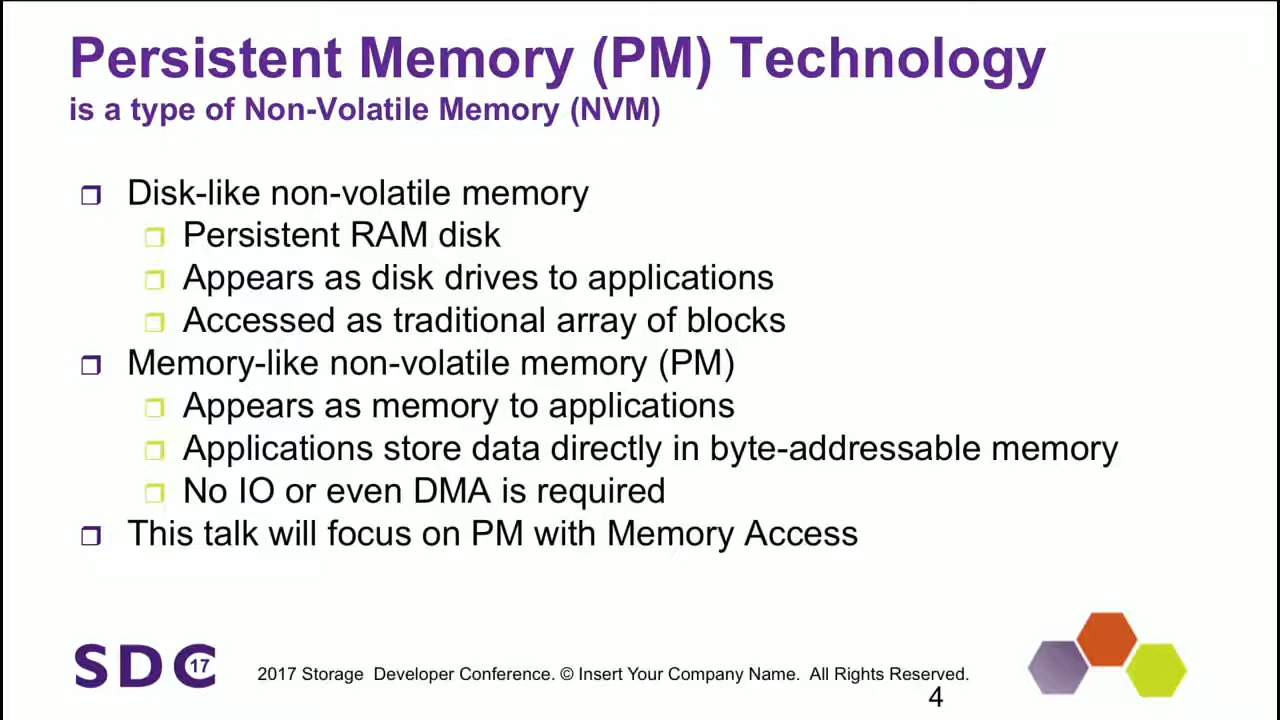 Persistent Memory (PM) Technology
is a type of Non-Volatile Memory (NVM)
Disk-like non-volatile memory
Persistent RAM disk
Appears as disk drives to applications
Accessed as traditional array of blocks
Memory-like non-volatile memory (PM)
Appears as memory to applications
Applications store data directly in byte-addressable memory
No IO or even DMA is required
This talk will focus on PM with Memory Access
SDC 17
2017 Storage Developer Conference. © Insert Your Company Name. All Rights Reserved.
4